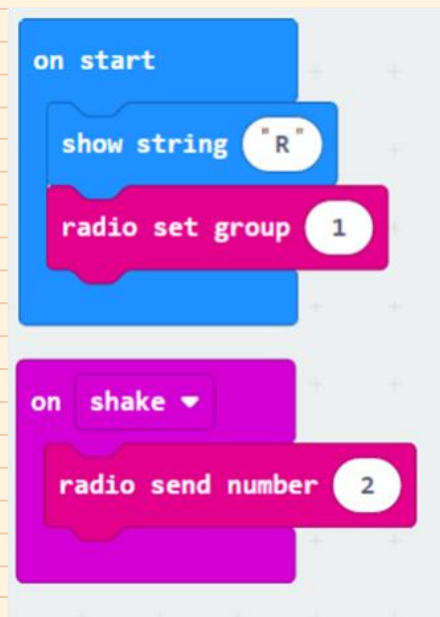 on start
show string "R"
radio set group 1
on shake
radio send number 2